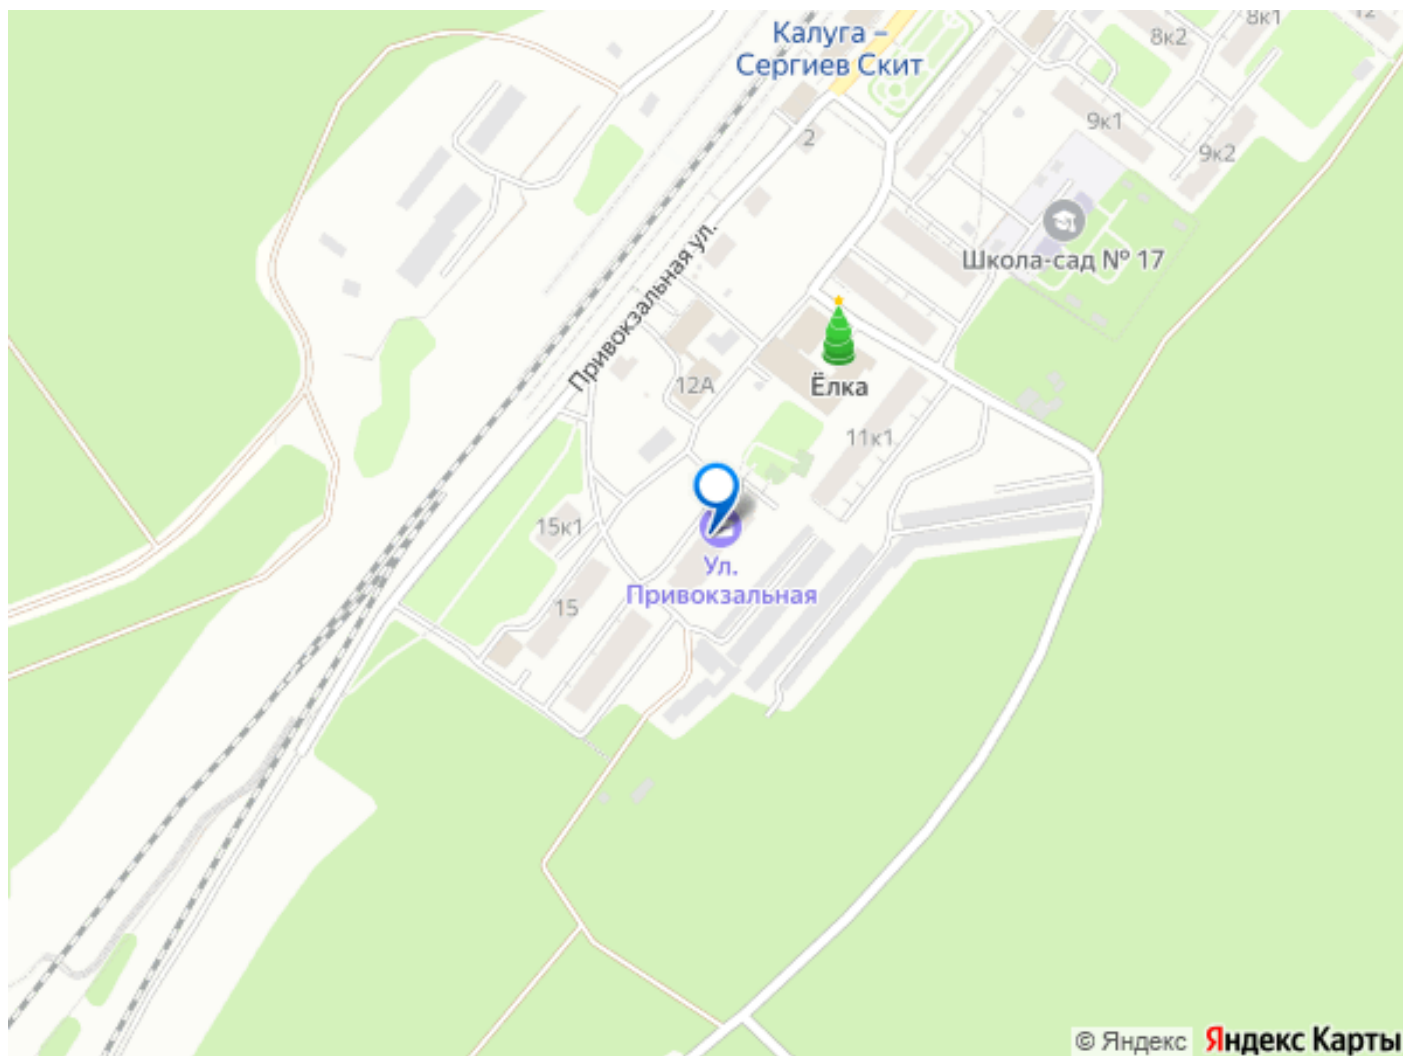 8к1
12
8к2
Калуга –
Сергиев Скит
9к1
2
9к2
Привокзальная ул.
Школа-сад № 17
12А
Ёлка
11к1
15к1
Ул.
Привокзальная
15
© Яндекс Яндекс Карты